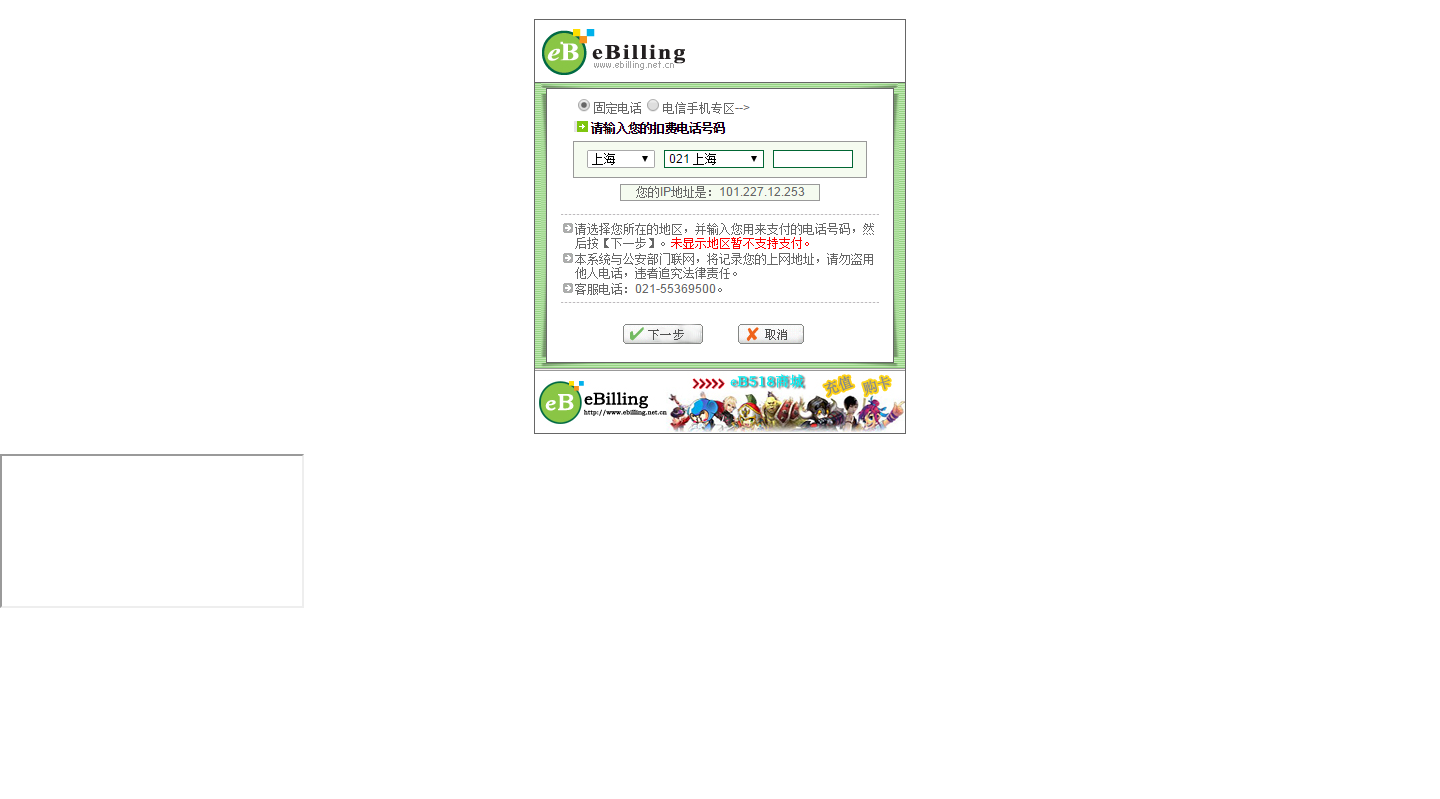 eB eBilling
www.ebilling.net.cn
固定电话 电信手机专区-->
请输入您的扣费电话号码
上海 021 上海
您的IP地址是：101.227.12.253
请选择您所在的地区，并输入您用来支付的电话号码，然
后按【下一步】。未显示地区暂不支持支付。
本系统与公安部门联网，将记录您的上网地址，请勿盗用
他人电话，违者追究法律责任。
客服电话：021-55369500。
下一步 取消
eB518商城 充值 购卡
eB eBilling
http://www.ebilling.net.cn